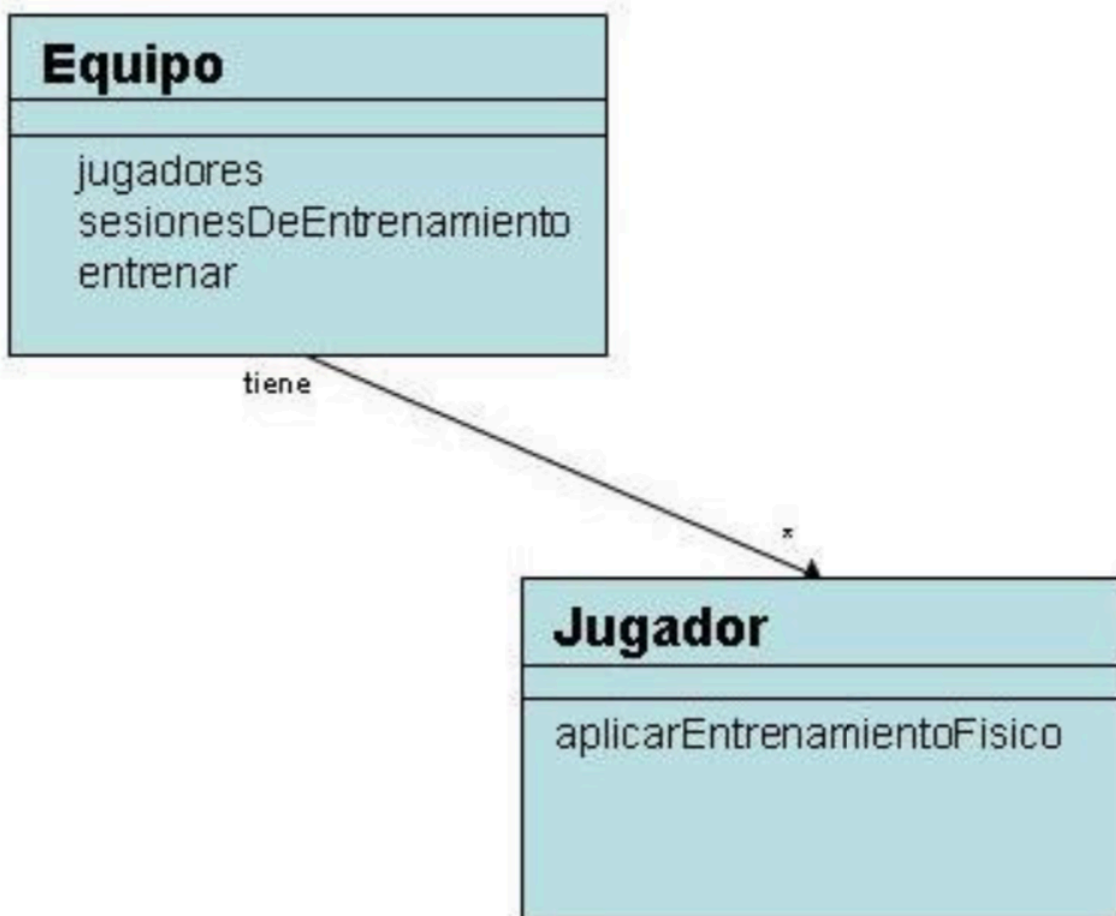 Equipo
jugadores
sesionesDeEntrenamiento
entrenar
tiene
*
Jugador
aplicarEntrenamientoFisico